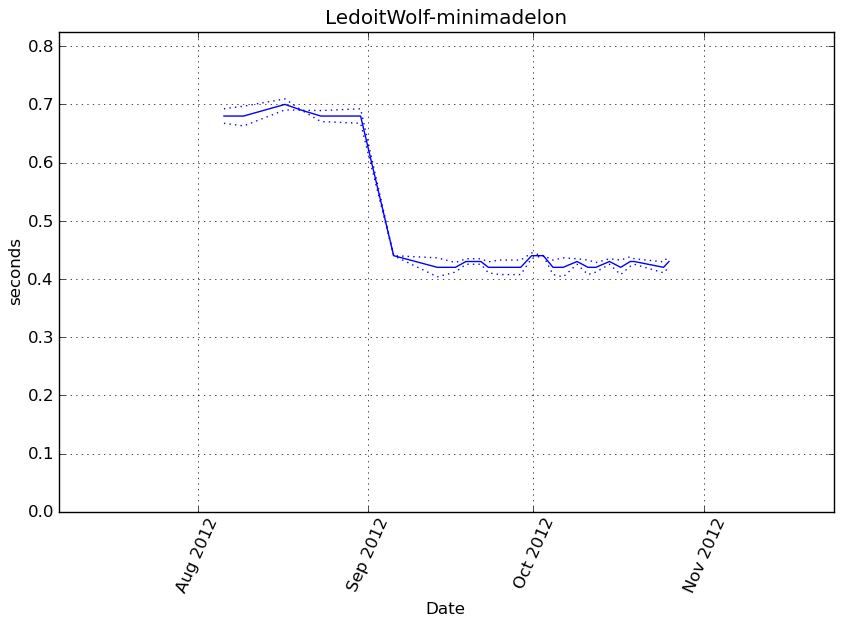 LedoitWolf-minimadelon
0.8
0.7
0.6
0.5
0.4
0.3
0.2
0.1
0.0
seconds
Aug 2012
Sep 2012
Oct 2012
Nov 2012
Date